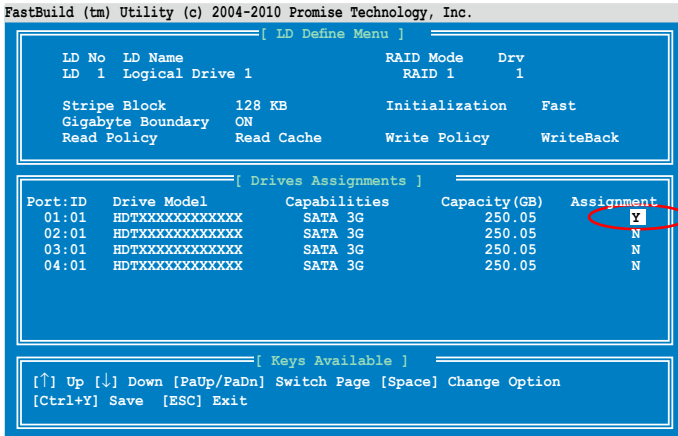 FastBuild (tm) Utility (c) 2004-2010 Promise Technology, Inc.
[ LD Define Menu ]
LD No LD Name RAID Mode Drv
LD 1 Logical Drive 1 RAID 1 1
Stripe Block 128 KB Initialization Fast
Gigabyte Boundary ON
Read Policy Read Cache Write Policy WriteBack
[ Drives Assignments ]
Port:ID Drive Model Capabilities Capacity(GB) Assignment
01:01 HDTXXXXXXXXXXXX SATA 3G 250.05 Y
02:01 HDTXXXXXXXXXXXX SATA 3G 250.05 N
03:01 HDTXXXXXXXXXXXX SATA 3G 250.05 N
04:01 HDTXXXXXXXXXXXX SATA 3G 250.05 N
[ Keys Available ]
[↑] Up [↓] Down [PaUp/PaDn] Switch Page [Space] Change Option
[Ctrl+Y] Save [ESC] Exit